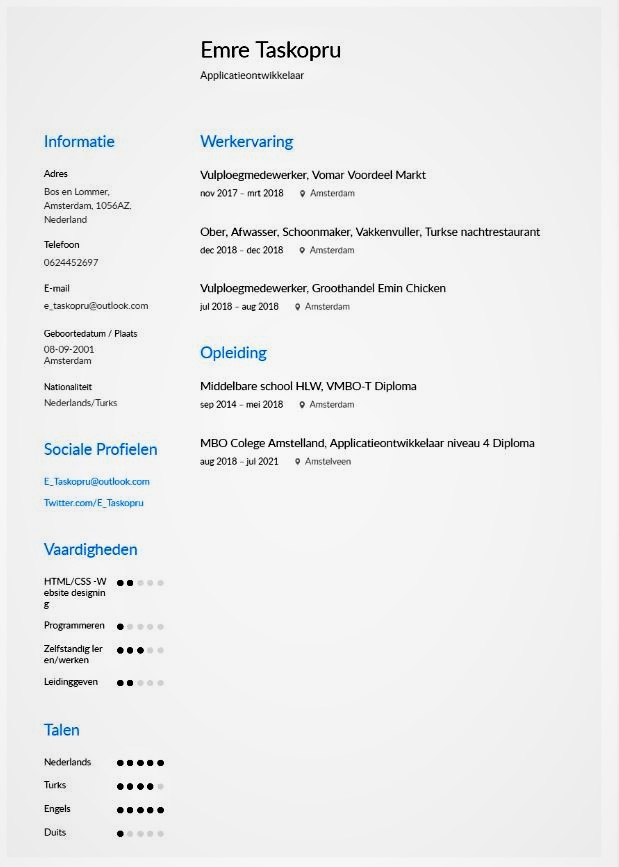 Emre Taskopru
Applicatieontwikkelaar
Informatie
Adres
Bos en Lommer,
Amsterdam, 1056AZ,
Nederland
Telefoon
0624452697
E-mail
e_taskopru@outlook.com
Geboortedatum / Plaats
08-09-2001
Amsterdam
Nationaliteit
Nederlands/Turks
Sociale Profielen
E_Taskopru@outlook.com
Twitter.com/E_Taskopru
Vaardigheden
HTML/CSS -W
ebsite designin
g
Programmeren
Zelfstandig ler
en/werken
Leidinggeven
Talen
Nederlands
Turks
Engels
Duits
Werkervaring
Vulploegmedewerker, Vomar Voordeel Markt
nov 2017 – mrt 2018 Amsterdam
Ober, Afwasser, Schoonmaker, Vakkenvuller, Turkse nachtrestaurant
dec 2018 – dec 2018 Amsterdam
Vulploegmedewerker, Groothandel Emin Chicken
jul 2018 – aug 2018 Amsterdam
Opleiding
Middelbare school HLW, VMBO-T Diploma
sep 2014 – mei 2018 Amsterdam
MBO Colege Amstelland, Applicatieontwikkelaar niveau 4 Diploma
aug 2018 – jul 2021 Amstelveen